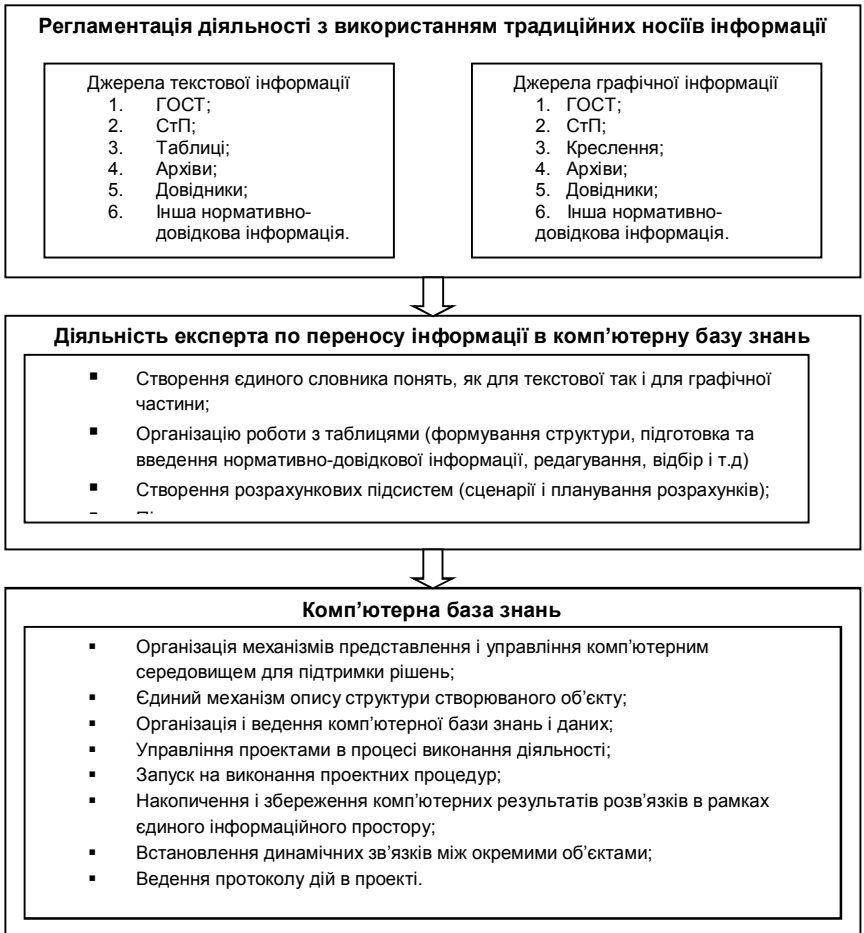 Регламентація діяльності з використанням традиційних носіїв інформації
Джерела текстової інформації
1. ГОСТ;
2. СтП;
3. Таблиці;
4. Архіви;
5. Довідники;
6. Інша нормативно-
довідкова інформація.
Джерела графічної інформації
1. ГОСТ;
2. СтП;
3. Креслення;
4. Архіви;
5. Довідники;
6. Інша нормативно-
довідкова інформація.
Діяльність експерта по переносу інформації в комп’ютерну базу знань
▪ Створення єдиного словника понять, як для текстової так і для графічної
частини;
▪ Організацію роботи з таблицями (формування структури, підготовка та
введення нормативно-довідкової інформації, редагування, відбір і т.д)
▪ Створення розрахункових підсистем (сценарії і планування розрахунків);
Комп’ютерна база знань
▪ Організація механізмів представлення і управління комп’ютерним
середовищем для підтримки рішень;
▪ Єдиний механізм опису структури створюваного об’єкту;
▪ Організація і ведення комп’ютерної бази знань і даних;
▪ Управління проектами в процесі виконання діяльності;
▪ Запуск на виконання проектних процедур;
▪ Накопичення і збереження комп’ютерних результатів розв’язків в рамках
єдиного інформаційного простору;
▪ Встановлення динамічних зв’язків між окремими об’єктами;
▪ Ведення протоколу дій в проекті.